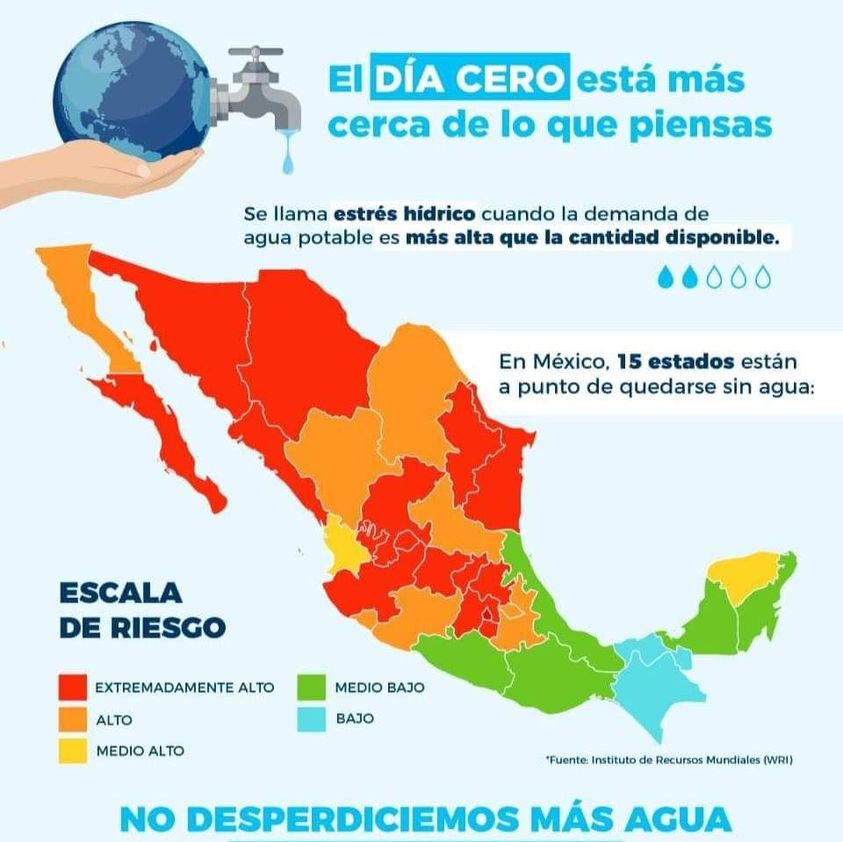 El DÍA CERO está más
cerca de lo que piensas
Se llama estrés hídrico cuando la demanda de
agua potable es más alta que la cantidad disponible.
En México, 15 estados están
a punto de quedarse sin agua:
ESCALA
DE RIESGO
EXTREMADAMENTE ALTO
ALTO
MEDIO ALTO
MEDIO BAJO
BAJO
*Fuente: Instituto de Recursos Mundiales (WRI)
NO DESPERDICIEMOS MÁS AGUA